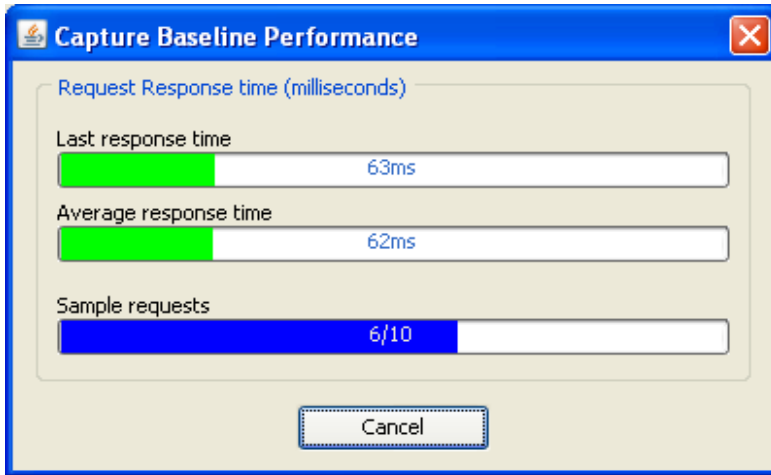 Capture Baseline Performance
Request Response time (milliseconds)
Last response time
63ms
Average response time
62ms
Sample requests
6/10
Cancel